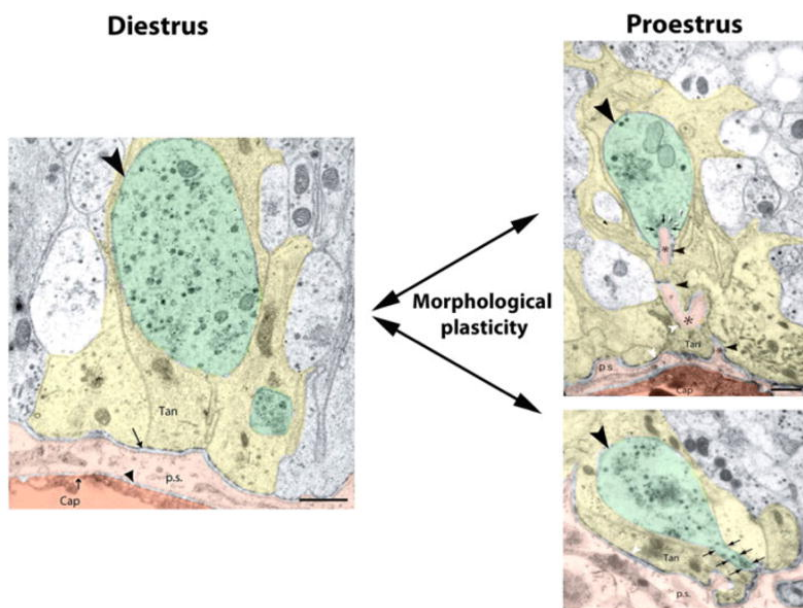 Diestrus
Proestrus
Morphological
plasticity
Tan
p.s.
Cap
Tan
p.s.
Cap
Tan
p.s.